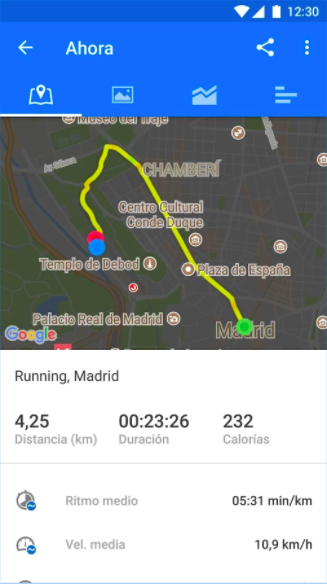 12:30
Ahora
Museo del Traje
CHAMBERÍ
Centro Cultural
Conde Duque
Templo de Debod
Plaza de España
Palacio Real de Madrid
Madrid
Google
Running, Madrid
4,25 00:23:26 232
Distancia (km) Duración Calorías
Ritmo medio 05:31 min/km
Vel. media 10,9 km/h